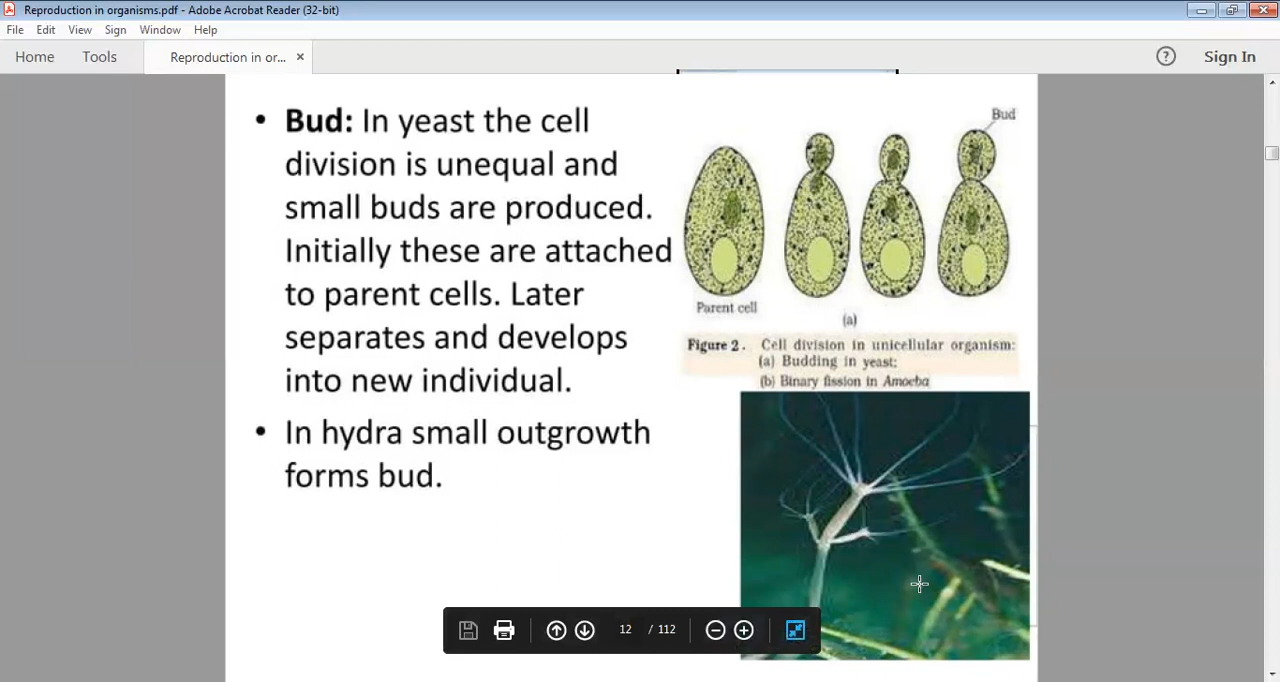 Reproduction in organisms.pdf - Adobe Acrobat Reader (32-bit)
File Edit View Sign Window Help
Home Tools Reproduction in or... × ? Sign In
• Bud: In yeast the cell
division is unequal and
small buds are produced.
Initially these are attached
to parent cells. Later
separates and develops
into new individual.
• In hydra small outgrowth
forms bud.
Bud
Parent cell
(a)
Figure 2. Cell division in unicellular organism:
(a) Budding in yeast;
(b) Binary fission in Amoeba
12 / 112